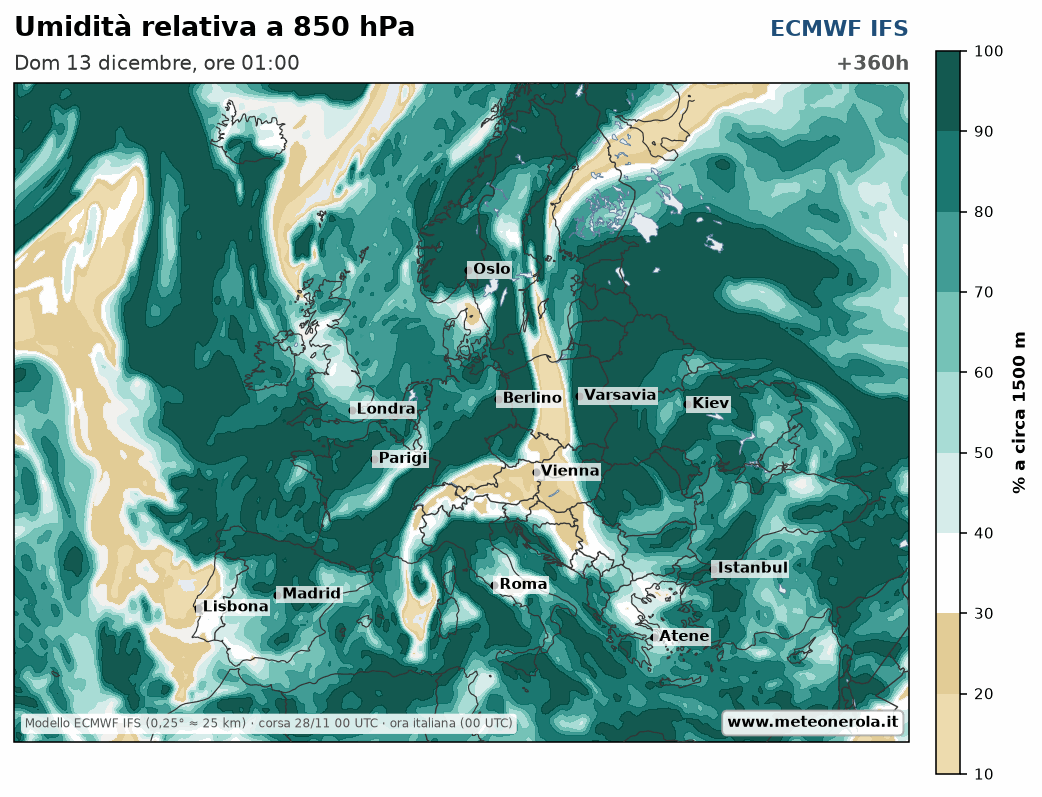 Umidità relativa a 850 hPa
ECMWF IFS
Dom 13 dicembre, ore 01:00
+360h
100
90
80
70
60
50
40
30
20
10
% a circa 1500 m
Oslo
Berlino
Varsavia
Kiev
Londra
Parigi
Vienna
Istanbul
Roma
Madrid
Lisbona
Atene
Modello ECMWF IFS (0,25° ≈ 25 km) · corsa 28/11 00 UTC · ora italiana (00 UTC)
www.meteonerola.it